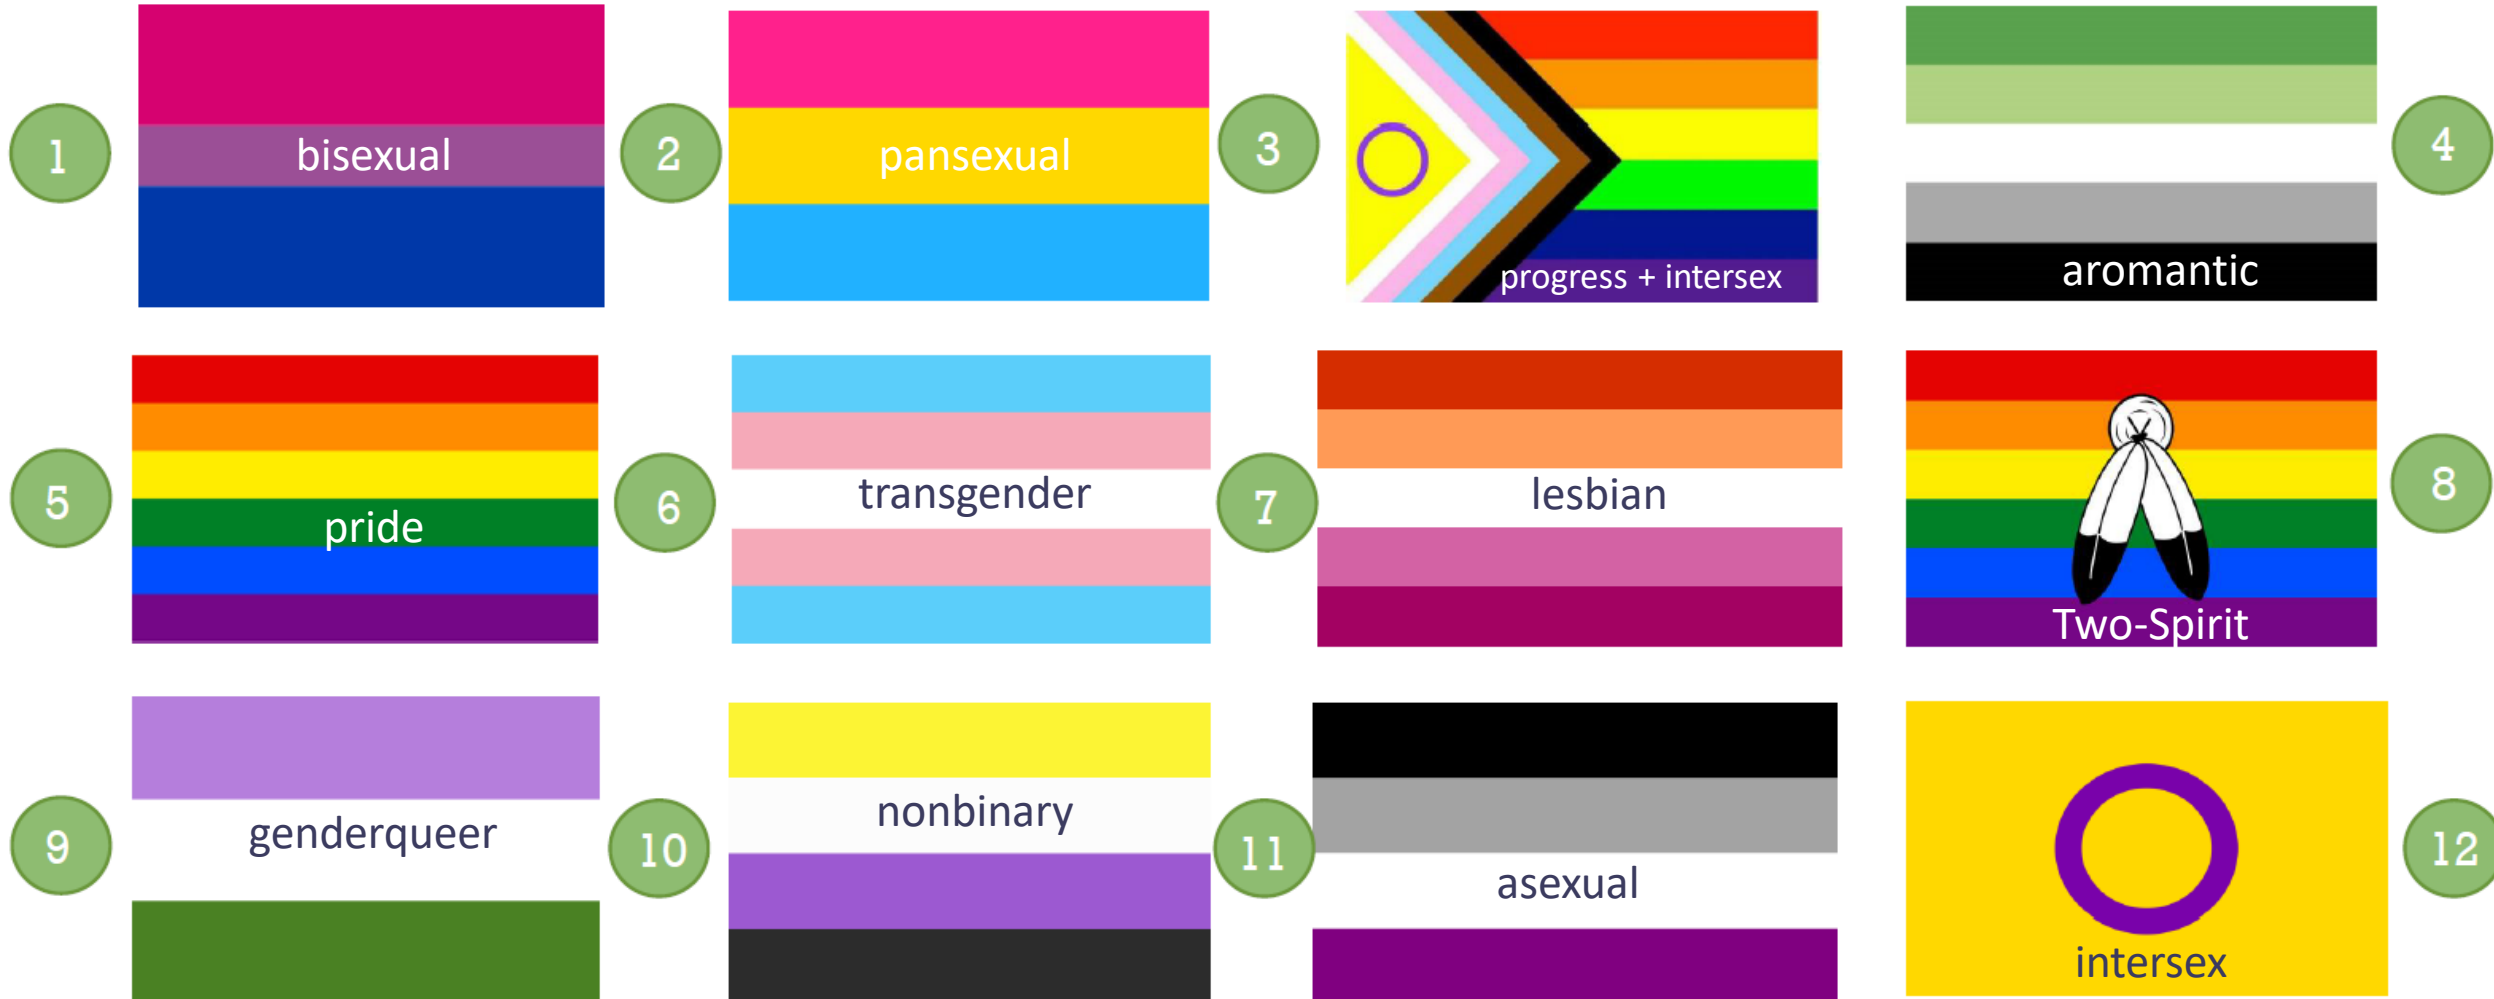 1
bisexual
2
pansexual
3
progress + intersex
4
aromantic
5
pride
6
transgender
7
lesbian
8
Two-Spirit
9
genderqueer
10
nonbinary
11
asexual
12
intersex